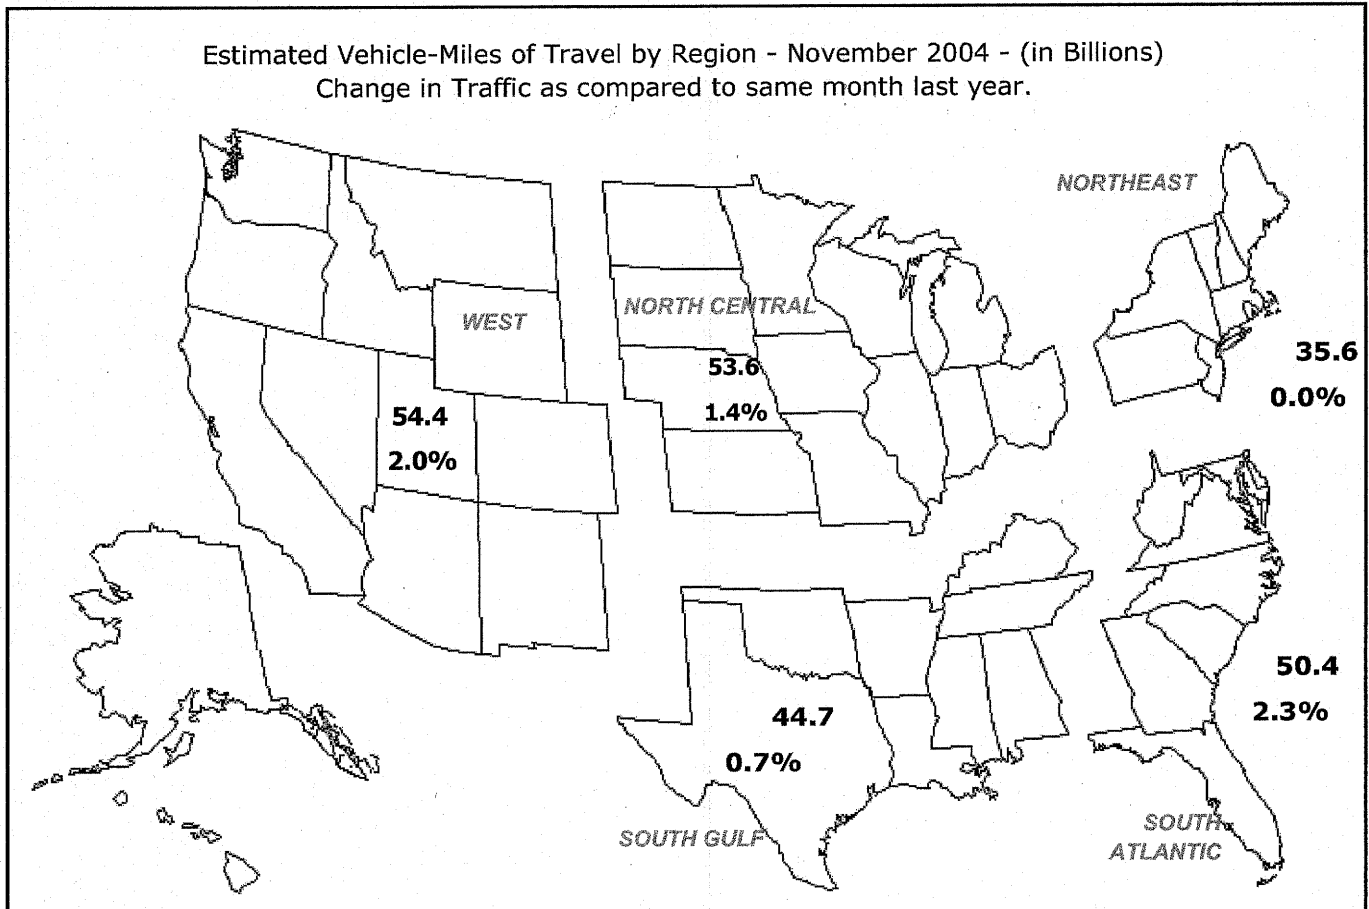 Estimated Vehicle-Miles of Travel by Region - November 2004 - (in Billions)
Change in Traffic as compared to same month last year.
NORTHEAST
NORTH CENTRAL
WEST
35.6
0.0%
53.6
1.4%
54.4
2.0%
50.4
2.3%
44.7
0.7%
SOUTH GULF
SOUTH
ATLANTIC